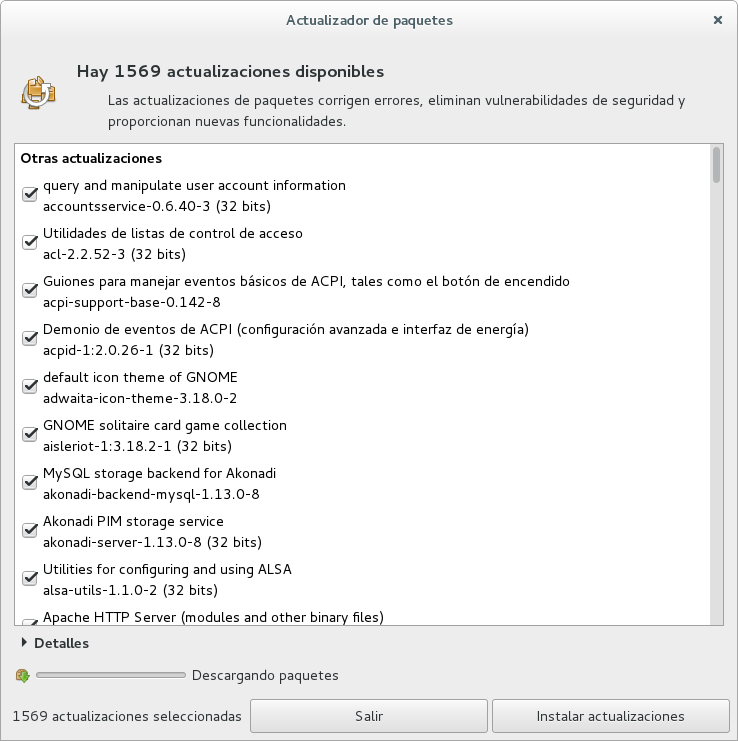 Actualizador de paquetes
Hay 1569 actualizaciones disponibles
Las actualizaciones de paquetes corrigen errores, eliminan vulnerabilidades de seguridad y
proporcionan nuevas funcionalidades.
Otras actualizaciones
query and manipulate user account information
accountsservice-0.6.40-3 (32 bits)
Utilidades de listas de control de acceso
acl-2.2.52-3 (32 bits)
Guiones para manejar eventos básicos de ACPI, tales como el botón de encendido
acpi-support-base-0.142-8
Demonio de eventos de ACPI (configuración avanzada e interfaz de energía)
acpid-1:2.0.26-1 (32 bits)
default icon theme of GNOME
adwaita-icon-theme-3.18.0-2
GNOME solitaire card game collection
aisleriot-1:3.18.2-1 (32 bits)
MySQL storage backend for Akonadi
akonadi-backend-mysql-1.13.0-8
Akonadi PIM storage service
akonadi-server-1.13.0-8 (32 bits)
Utilities for configuring and using ALSA
alsa-utils-1.1.0-2 (32 bits)
Apache HTTP Server (modules and other binary files)
Detalles
Descargando paquetes
1569 actualizaciones seleccionadas
Salir
Instalar actualizaciones